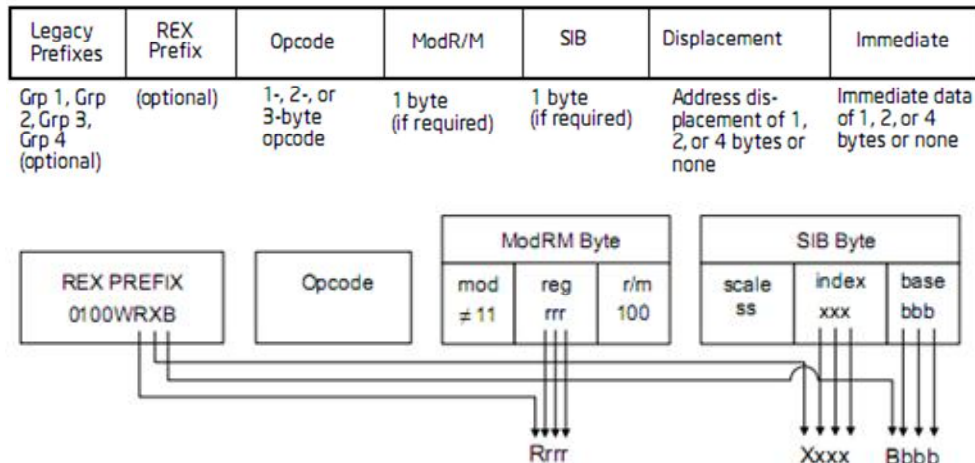 Legacy Prefixes
REX Prefix
Opcode
ModR/M
SIB
Displacement
Immediate
Grp 1, Grp
2, Grp 3,
Grp 4
(optional)
(optional)
1-, 2-, or
3-byte
opcode
1 byte
(if required)
1 byte
(if required)
Address dis-
placement of 1,
2, or 4 bytes or
none
Immediate data
of 1, 2, or 4
bytes or none
REX PREFIX
0100WRXB
Opcode
ModRM Byte
mod
≠ 11
reg
rrr
r/m
100
SIB Byte
scale
ss
index
xxx
base
bbb
Rrrr
Xxxx
Bbbb